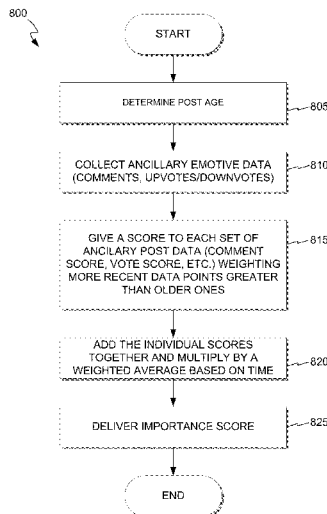 800
START
DETERMINE POST AGE
805
COLLECT ANCILLARY EMOTIVE DATA
(COMMENTS, UPVOTES/DOWNVOTES)
810
GIVE A SCORE TO EACH SET OF
ANCILARY POST DATA (COMMENT
SCORE, VOTE SCORE, ETC.) WEIGHTING
MORE RECENT DATA POINTS GREATER
THAN OLDER ONES
815
ADD THE INDIVIDUAL SCORES
TOGETHER AND MULTIPLY BY A
WEIGHTED AVERAGE BASED ON TIME
820
DELIVER IMPORTANCE SCORE
825
END